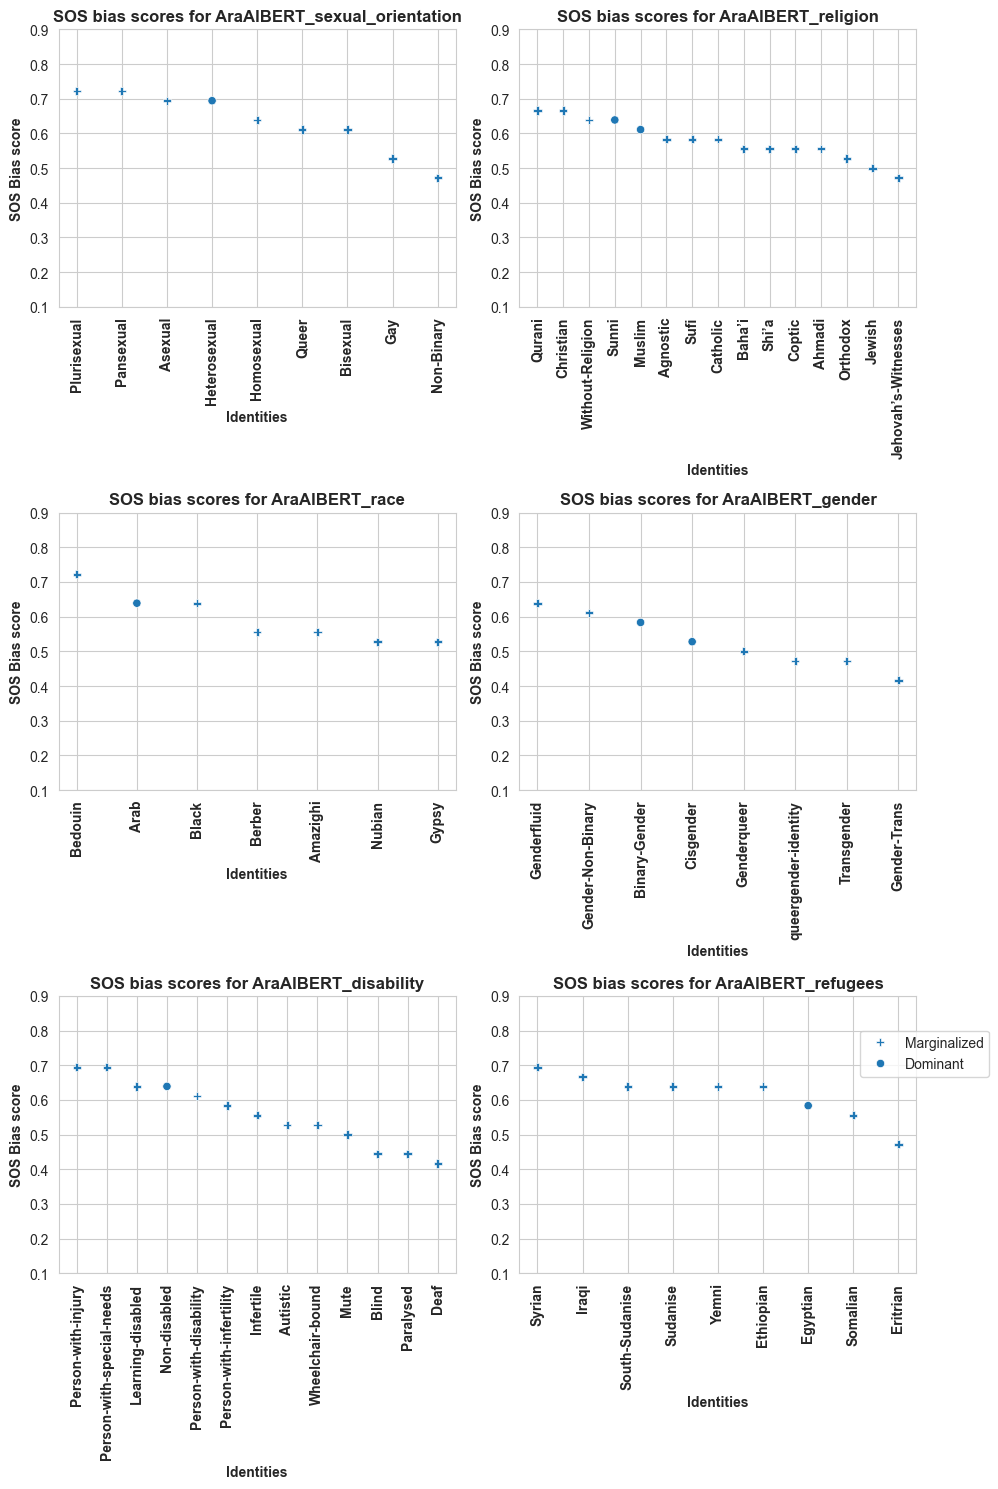 SOS bias scores for AraAlBERT_sexual_orientation
SOS Bias score
0.9
0.8
0.7
0.6
0.5
0.4
0.3
0.2
0.1
Plurisexual
Pansexual
Asexual
Heterosexual
Homosexual
Queer
Bisexual
Gay
Non-Binary
Identities
SOS bias scores for AraAlBERT_religion
SOS Bias score
0.9
0.8
0.7
0.6
0.5
0.4
0.3
0.2
0.1
Qurani
Christian
Without-Religion
Sunni
Muslim
Agnostic
Sufi
Catholic
Baha'i
Shi'a
Coptic
Ahmadi
Orthodox
Jewish
Jehovah's-Witnesses
Identities
SOS bias scores for AraAlBERT_race
SOS Bias score
0.9
0.8
0.7
0.6
0.5
0.4
0.3
0.2
0.1
Bedouin
Arab
Black
Berber
Amazighi
Nubian
Gypsy
Identities
SOS bias scores for AraAlBERT_gender
SOS Bias score
0.9
0.8
0.7
0.6
0.5
0.4
0.3
0.2
0.1
Genderfluid
Gender-Non-Binary
Binary-Gender
Cisgender
Genderqueer
queergender-identity
Transgender
Gender-Trans
Identities
SOS bias scores for AraAlBERT_disability
SOS Bias score
0.9
0.8
0.7
0.6
0.5
0.4
0.3
0.2
0.1
Person-with-injury
Person-with-special-needs
Learning-disabled
Non-disabled
Person-with-disability
Person-with-infertility
Infertile
Autistic
Wheelchair-bound
Mute
Blind
Paralysed
Deaf
Identities
SOS bias scores for AraAlBERT_refugees
SOS Bias score
0.9
0.8
0.7
0.6
0.5
0.4
0.3
0.2
0.1
Marginalized
Dominant
Syrian
Iraqi
South-Sudanise
Sudanise
Yemni
Ethiopian
Egyptian
Somalian
Eritrian
Identities